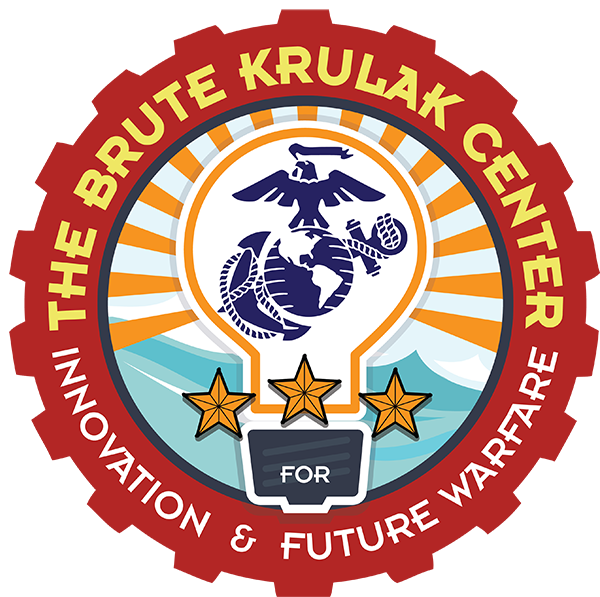 THE BRUTE KRULAK CENTER
FOR
INNOVATION & FUTURE WARFARE